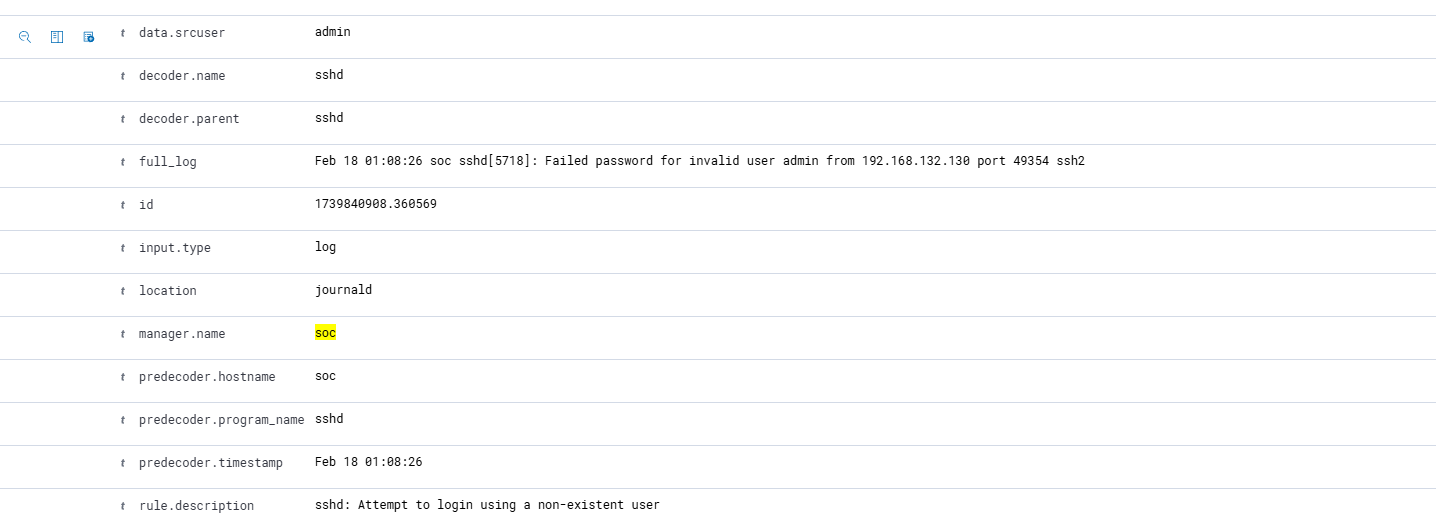 t data.srcuser admin
t decoder.name sshd
t decoder.parent sshd
t full_log Feb 18 01:08:26 soc sshd[5718]: Failed password for invalid user admin from 192.168.132.130 port 49354 ssh2
t id 1739840908.360569
t input.type log
t location journald
t manager.name soc
t predecoder.hostname soc
t predecoder.program_name sshd
t predecoder.timestamp Feb 18 01:08:26
t rule.description sshd: Attempt to login using a non-existent user